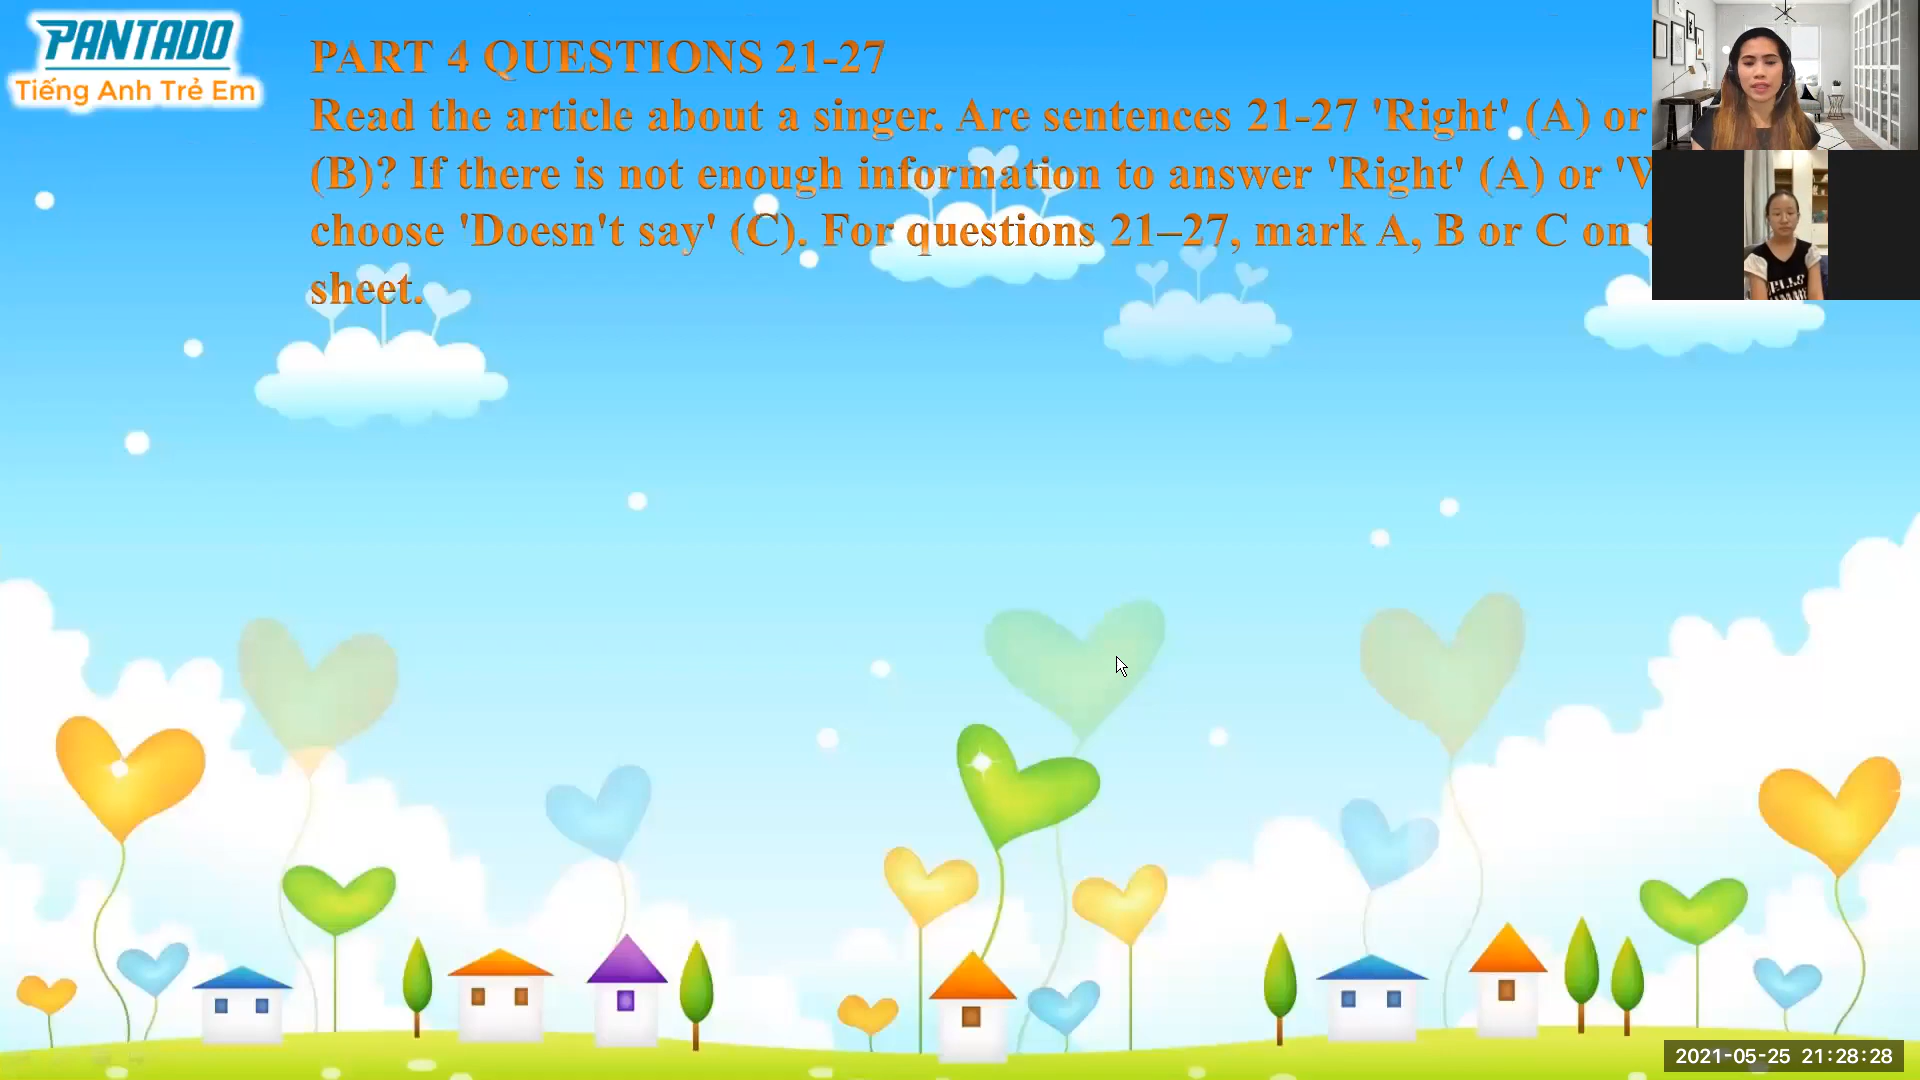 PANTADO
Tiếng Anh Trẻ Em
PART 4 QUESTIONS 21-27
Read the article about a singer. Are sentences 21-27 'Right' (A) or
(B)? If there is not enough information to answer 'Right' (A) or
choose 'Doesn't say' (C). For questions 21–27, mark A, B or C on
sheet.
HELLO
2021-05-25 21:28:28